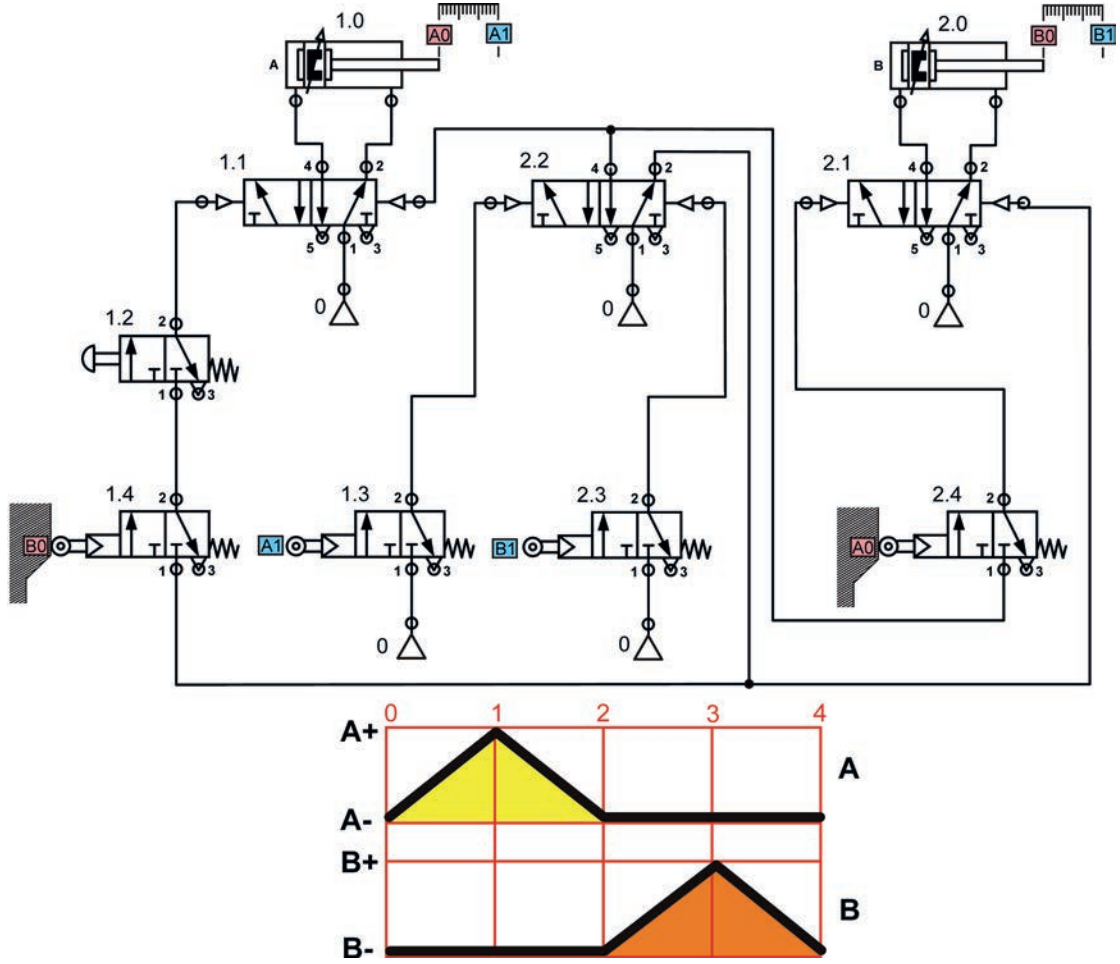 1.0 A0 A1 2.0 B0 B1
A B
1.1 4 2 2.2 4 2 2.1 4 2
5 1 3 5 1 3 5 1 3
0 0 0
1.2 2
1 3
1.4 2 1.3 2 2.3 2 2.4 2
B0 A1 B1 A0
1 3 1 3 1 3 1 3
0 0
0 1 2 3 4
A+
A
A-
B+
B
B-